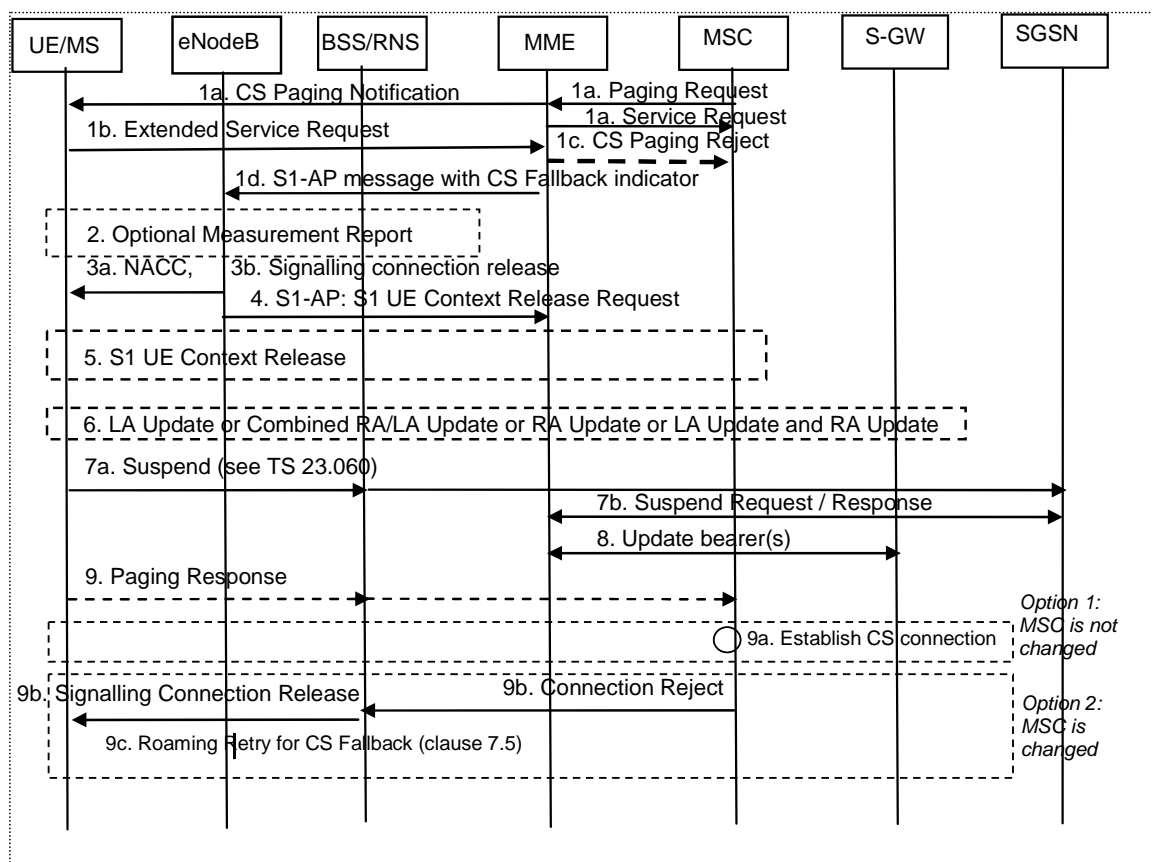 UE/MS
eNodeB
BSS/RNS
MME
MSC
S-GW
SGSN
1a. CS Paging Notification
1a. Paging Request
1a. Service Request
1b. Extended Service Request
1c. CS Paging Reject
1d. S1-AP message with CS Fallback indicator
2. Optional Measurement Report
3a. NACC,
3b. Signalling connection release
4. S1-AP: S1 UE Context Release Request
5. S1 UE Context Release
6. LA Update or Combined RA/LA Update or RA Update or LA Update and RA Update
7a. Suspend (see TS 23.060)
7b. Suspend Request / Response
8. Update bearer(s)
9. Paging Response
Option 1:
MSC is not
changed
9a. Establish CS connection
9b. Signalling Connection Release
9b. Connection Reject
Option 2:
MSC is
changed
9c. Roaming Retry for CS Fallback (clause 7.5)